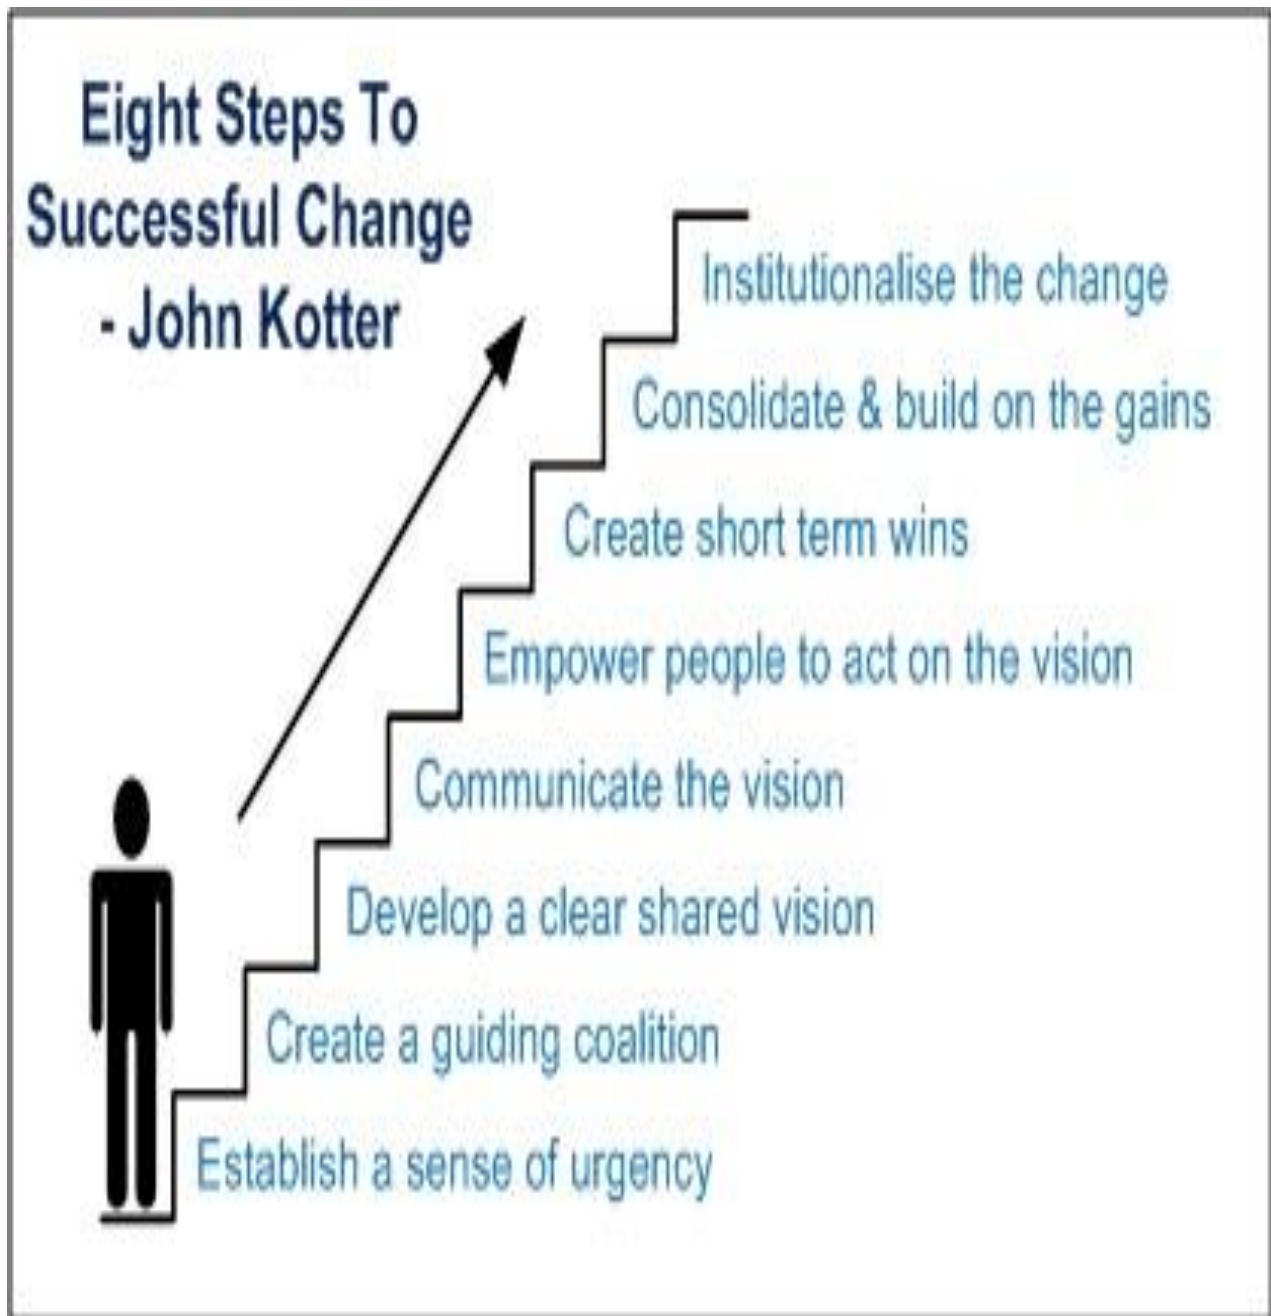 Eight Steps To
Successful Change
- John Kotter
Institutionalise the change
Consolidate & build on the gains
Create short term wins
Empower people to act on the vision
Communicate the vision
Develop a clear shared vision
Create a guiding coalition
Establish a sense of urgency